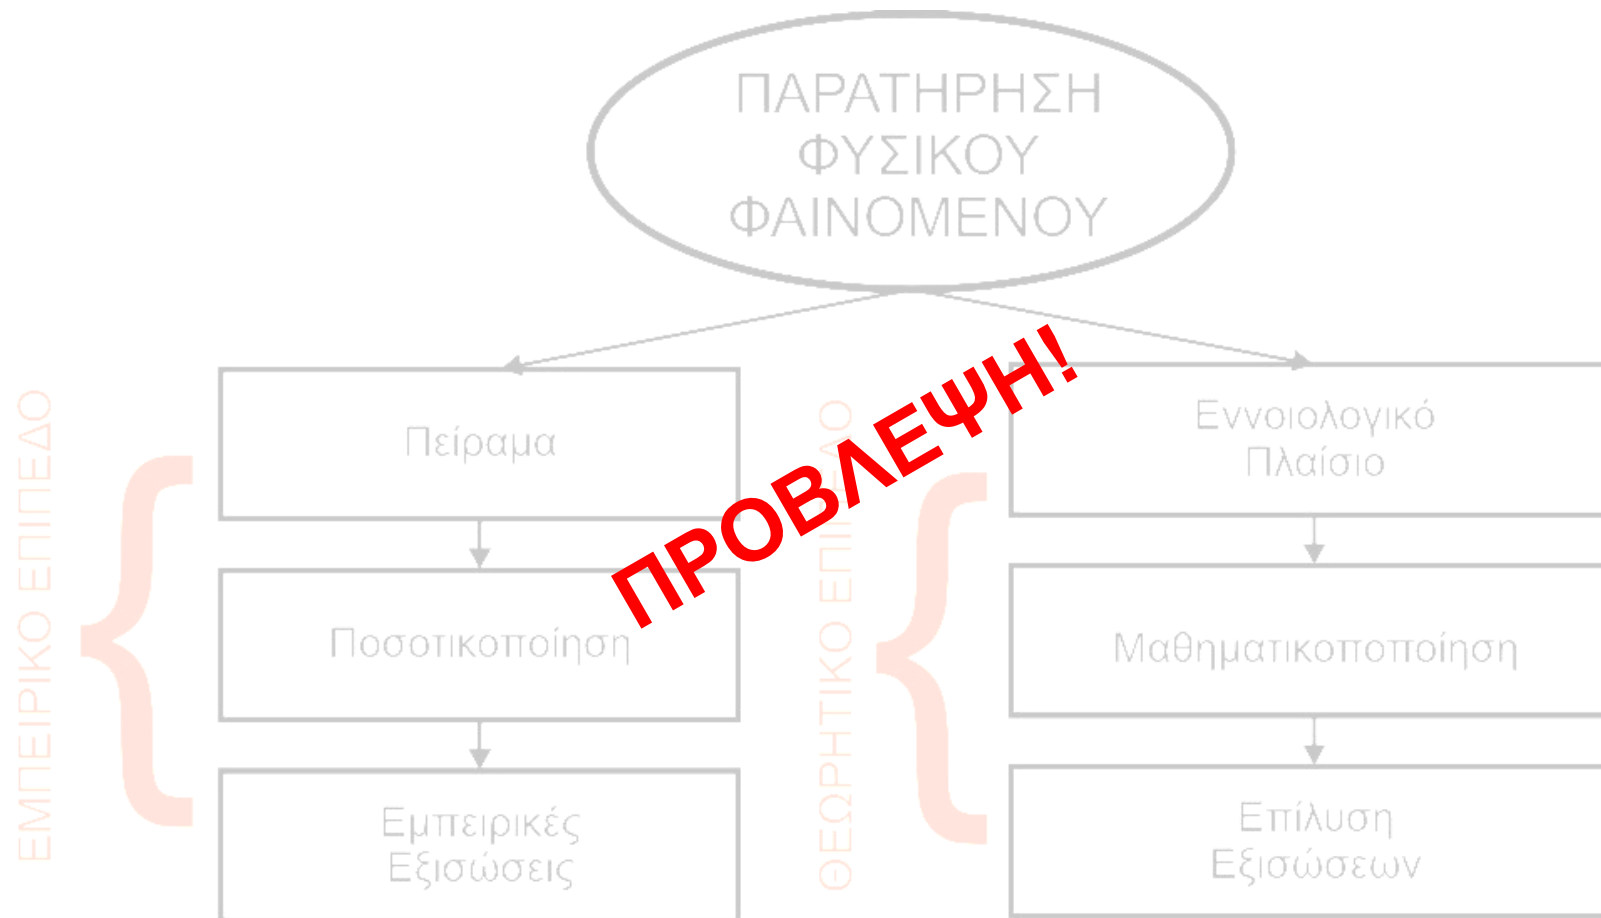 ΠΑΡΑΤΗΡΗΣΗ
ΦΥΣΙΚΟΥ
ΦΑΙΝΟΜΕΝΟΥ
ΠΡΟΒΛΕΨΗ!
ΕΜΠΕΙΡΙΚΟ ΕΠΙΠΕΔΟ
Πείραμα
Ποσοτικοποίηση
Εμπειρικές
Εξισώσεις
ΘΕΩΡΗΤΙΚΟ ΕΠΙΠΕΔΟ
Εννοιολογικό
Πλαίσιο
Μαθηματικοποποίηση
Επίλυση
Εξισώσεων